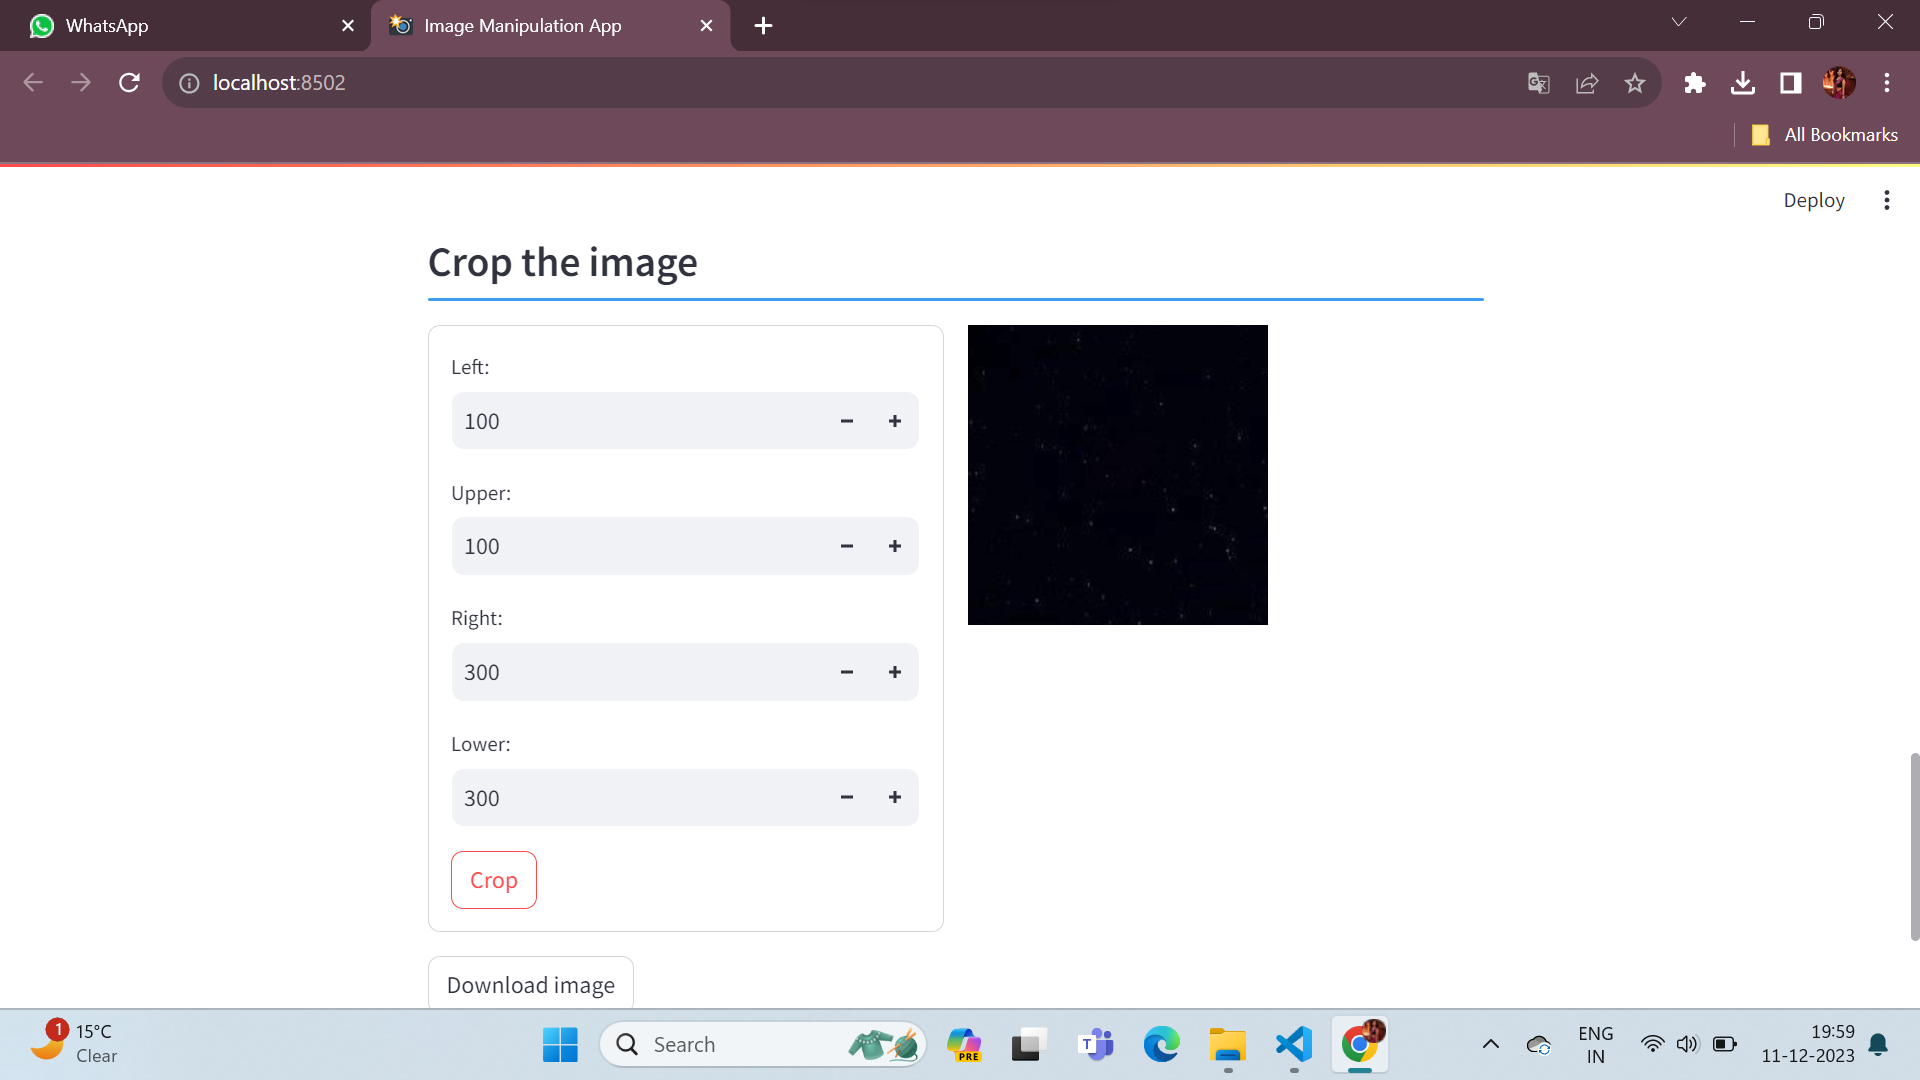 WhatsApp
Image Manipulation App
localhost:8502
All Bookmarks
Deploy
Crop the image
Left:
100
Upper:
100
Right:
300
Lower:
300
Crop
Download image
1
15°C
Clear
Search
PRE
T
ENG
IN
19:59
11-12-2023